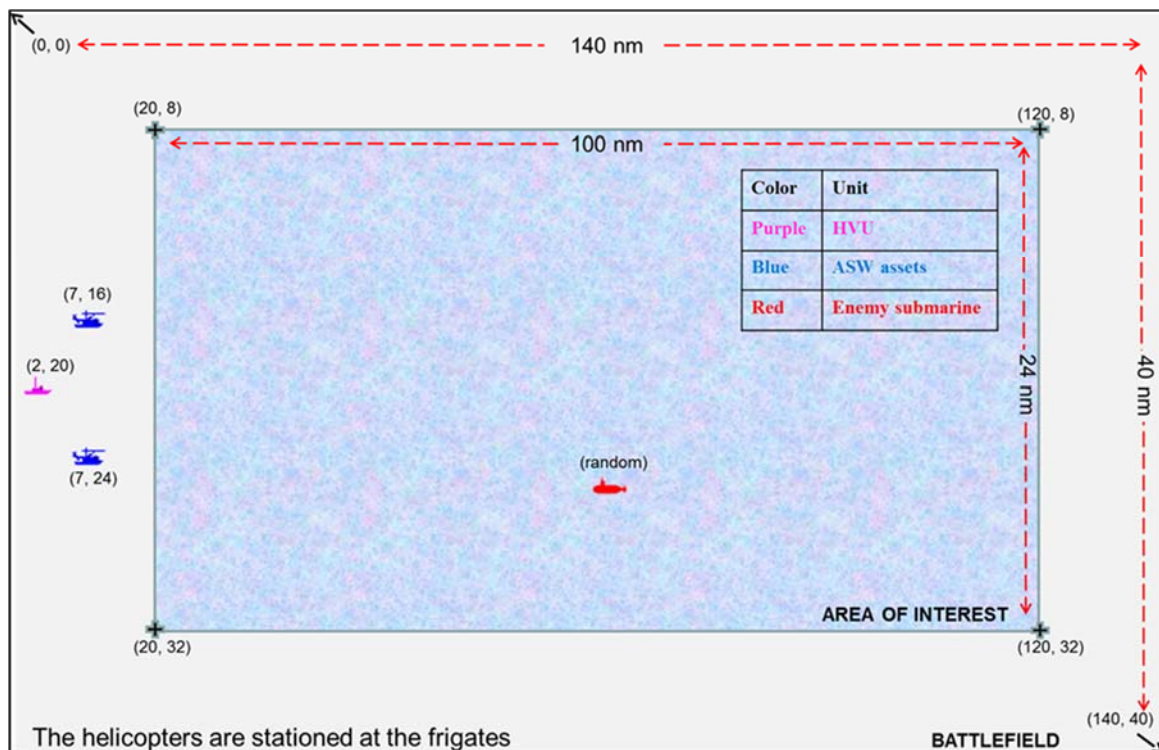 (0, 0)
140 nm
(20, 8)
(120, 8)
100 nm
Color Unit
Purple HVU
Blue ASW assets
Red Enemy submarine
(7, 16)
(2, 20)
24 nm
40 nm
(7, 24)
(random)
AREA OF INTEREST
(20, 32)
(120, 32)
(140, 40)
The helicopters are stationed at the frigates
BATTLEFIELD